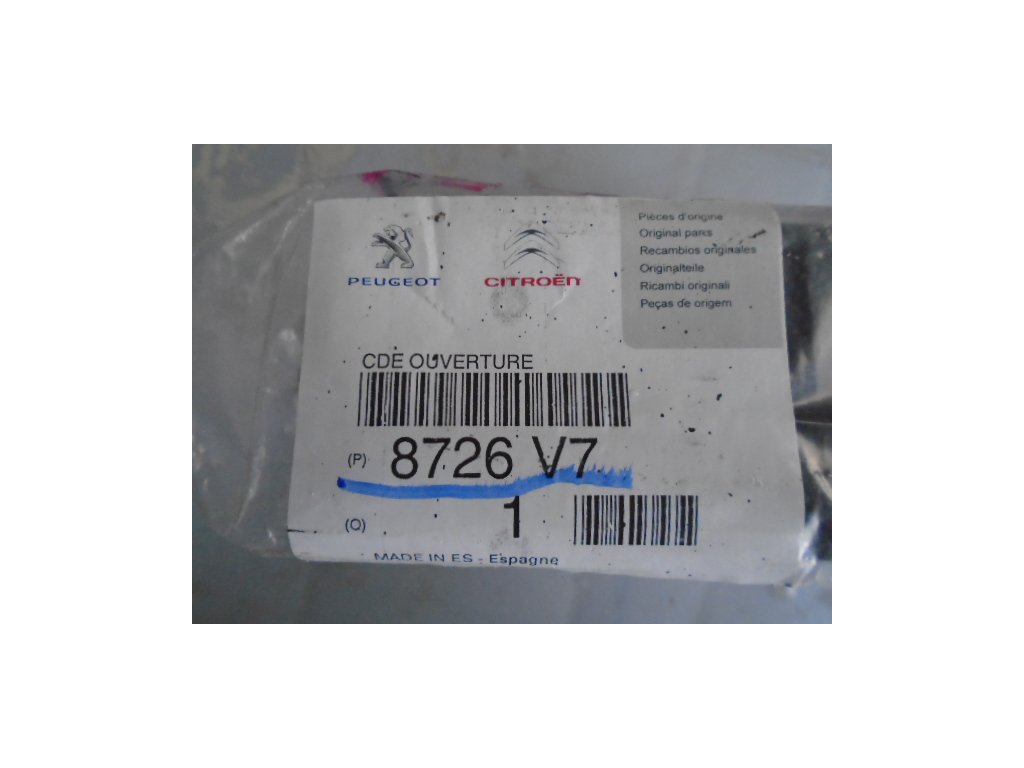 PEUGEOT
CITROËN
Pièces d'origine
Original parts
Recambios originales
Originalteile
Ricambi originali
Peças de origem
CDE OUVERTURE
(P) 8726 V7
(Q) 1
MADE IN ES - Espagne